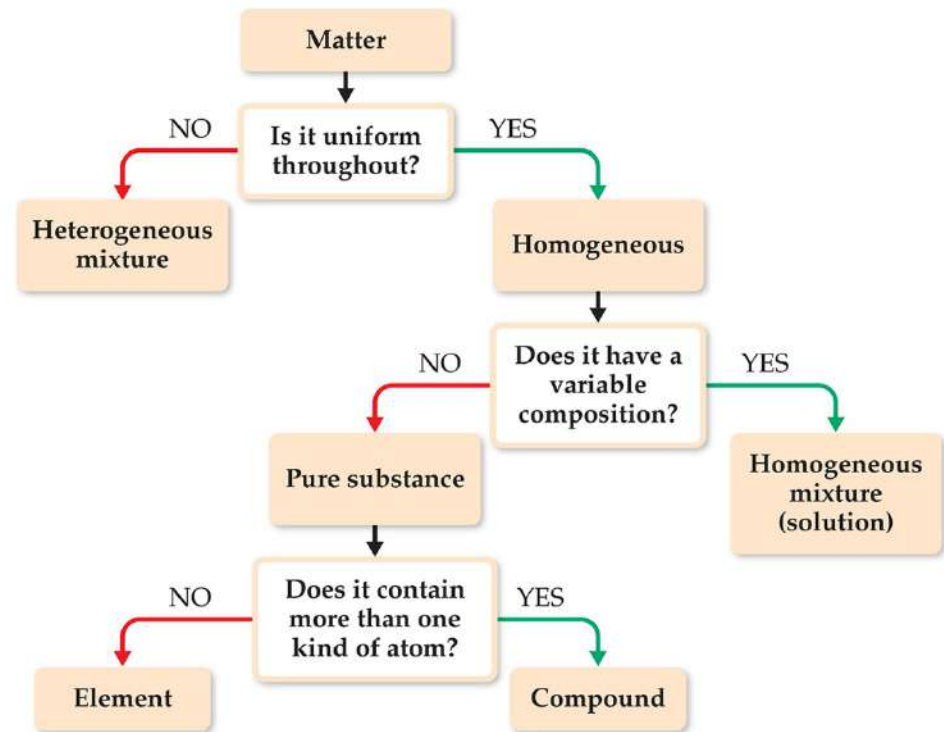 Matter
NO
Is it uniform
throughout?
YES
Heterogeneous
mixture
Homogeneous
NO
Does it have a
variable
composition?
YES
Pure substance
Homogeneous
mixture
(solution)
NO
Does it contain
more than one
kind of atom?
YES
Element
Compound